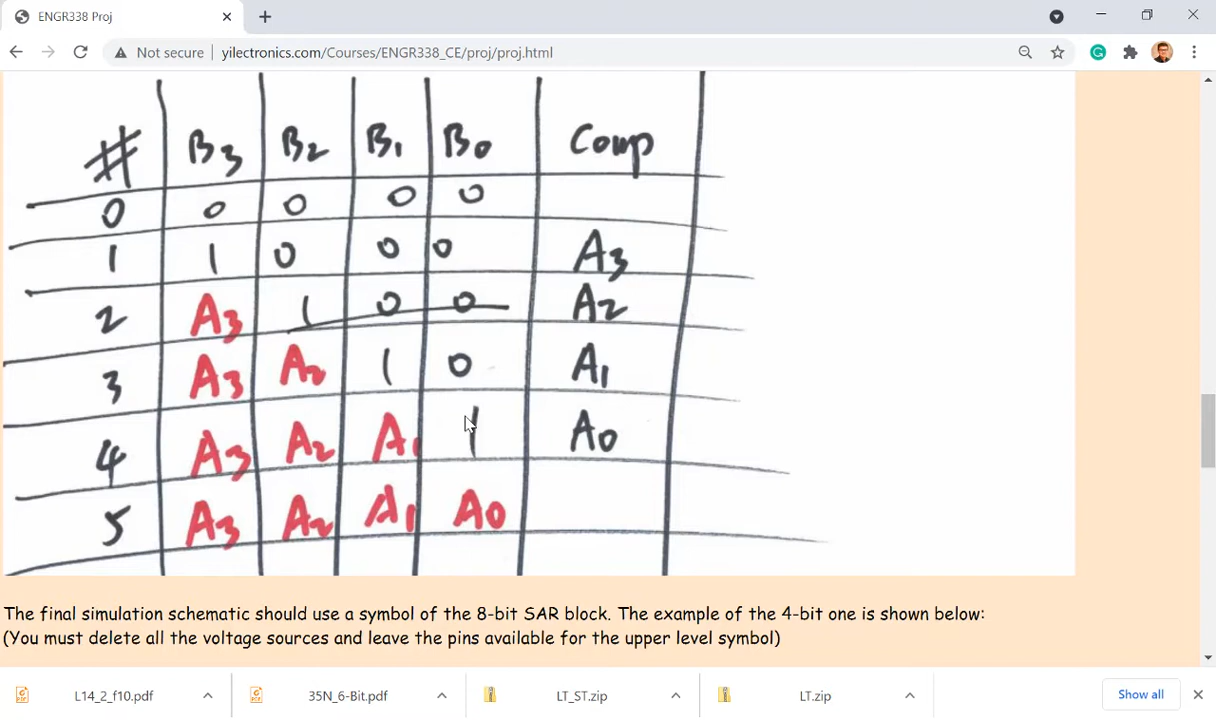 ENGR338 Proj
Not secure | yilectronics.com/Courses/ENGR338_CE/proj/proj.html
# B3 B2 B1 B0 Comp
0 0 0 0 0
1 1 0 0 0 A3
2 A3 1 0 0 A2
3 A3 A2 1 0 A1
4 A3 A2 A1 1 A0
5 A3 A2 A1 A0
The final simulation schematic should use a symbol of the 8-bit SAR block. The example of the 4-bit one is shown below:
(You must delete all the voltage sources and leave the pins available for the upper level symbol)
L14_2_f10.pdf 35N_6-Bit.pdf LT_ST.zip LT.zip Show all